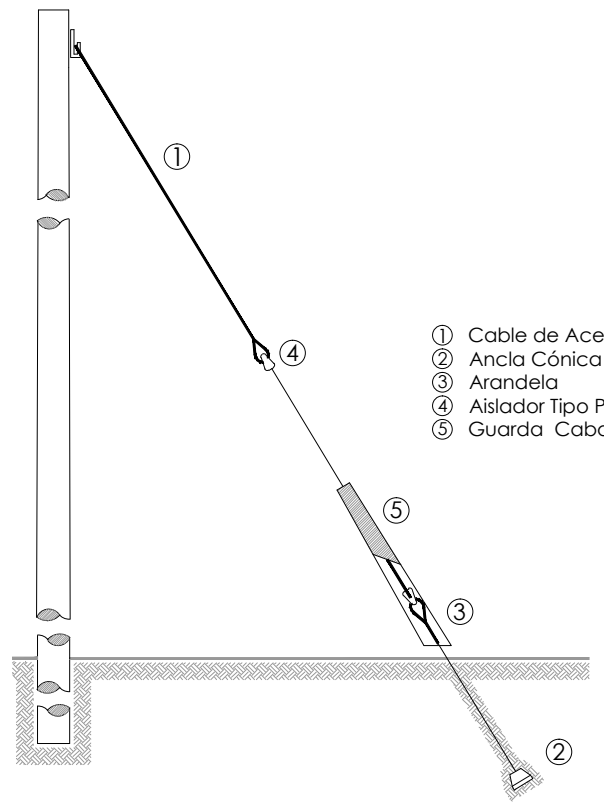 ①
④
① Cable de Ace
② Ancla Cónica
③ Arandela
④ Aislador Tipo P
⑤ Guarda Cabo
⑤
③
②